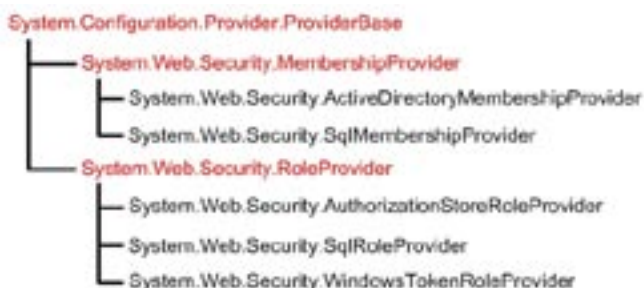 System.Configuration.Provider.ProviderBase
System.Web.Security.MembershipProvider
System.Web.Security.ActiveDirectoryMembershipProvider
System.Web.Security.SqlMembershipProvider
System.Web.Security.RoleProvider
System.Web.Security.AuthorizationStoreRoleProvider
System.Web.Security.SqlRoleProvider
System.Web.Security.WindowsTokenRoleProvider